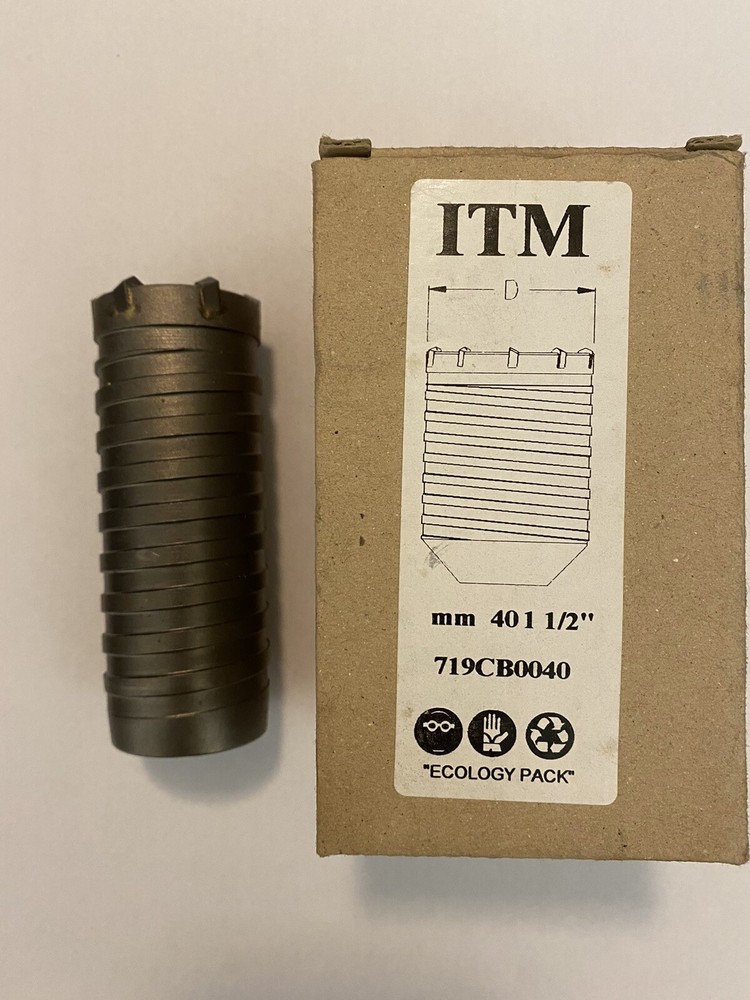 ITM
D
mm 40 1 1/2"
719CB0040
"ECOLOGY PACK"